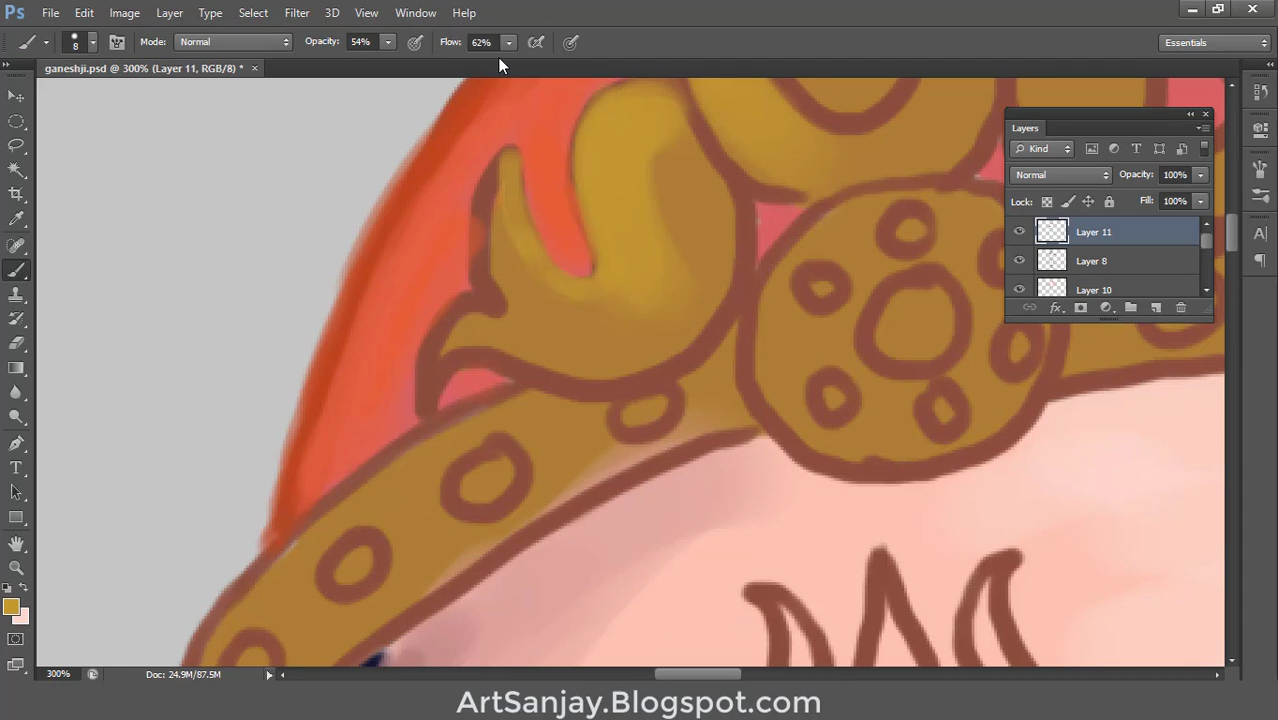 Ps File Edit Image Layer Type Select Filter 3D View Window Help
8 Mode: Normal Opacity: 54% Flow: 62% Essentials
ganeshji.psd @ 300% (Layer 11, RGB/8) *
Layers
Kind
Normal Opacity: 100%
Lock: Fill: 100%
Layer 11
Layer 8
Layer 10
fx
300% Doc: 24.9M/87.5M
ArtSanjay.Blogspot.com